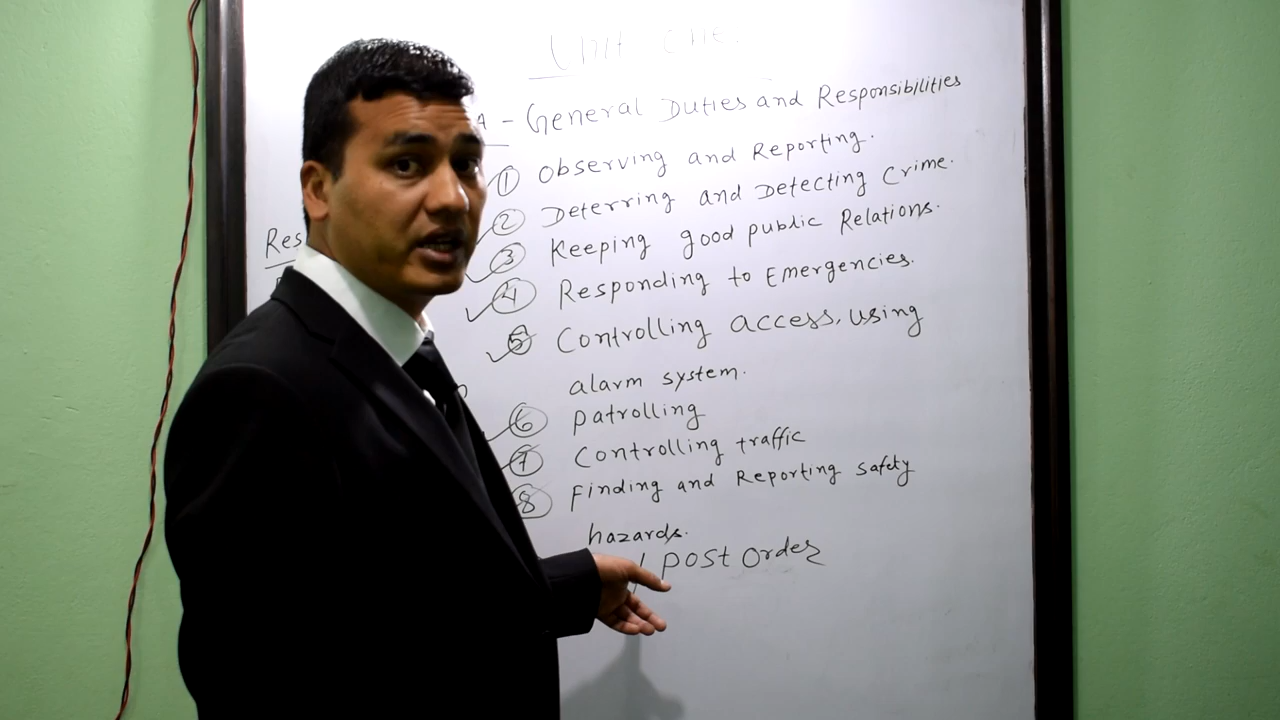 A - General Duties and Responsibilities
① Observing and Reporting.
② Deterring and Detecting Crime.
③ Keeping good public Relations.
④ Responding to Emergencies.
⑤ Controlling access, using
alarm system.
⑥ patrolling
⑦ Controlling traffic
⑧ Finding and Reporting safety
hazards.
/ post order
Res